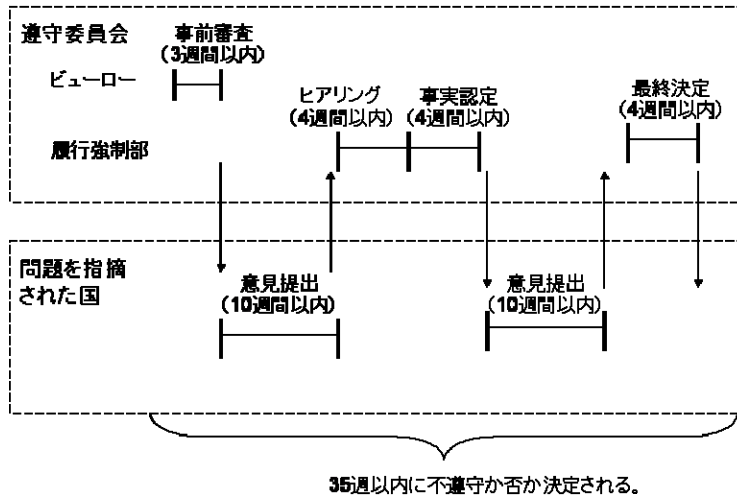 遵守委員会
事前審査
(3週間以内)
ビューロー
ヒアリング
(4週間以内)
事実認定
(4週間以内)
最終決定
(4週間以内)
履行強制部
問題を指摘
された国
意見提出
(10週間以内)
意見提出
(10週間以内)
35週以内に不遵守か否か決定される。